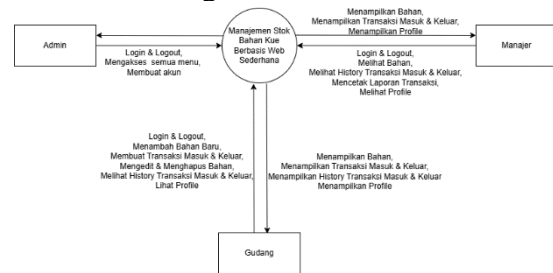 Admin
Login & Logout,
Mengakses semua menu,
Membuat akun
Manajemen Stok
Bahan Kue
Berbasis Web
Sederhana
Menampilkan Bahan,
Menampilkan Transaksi Masuk & Keluar,
Menampilkan Profile
Login & Logout,
Melihat Bahan,
Melihat History Transaksi Masuk & Keluar,
Mencetak Laporan Transaksi,
Melihat Profile
Manajer
Login & Logout,
Menambah Bahan Baru,
Membuat Transaksi Masuk & Keluar,
Mengedit & Menghapus Bahan,
Melihat History Transaksi Masuk & Keluar,
Lihat Profile
Menampilkan Bahan,
Menampilkan Transaksi Masuk & Keluar,
Menampilkan History Transaksi Masuk & Keluar
Menampilkan Profile
Gudang